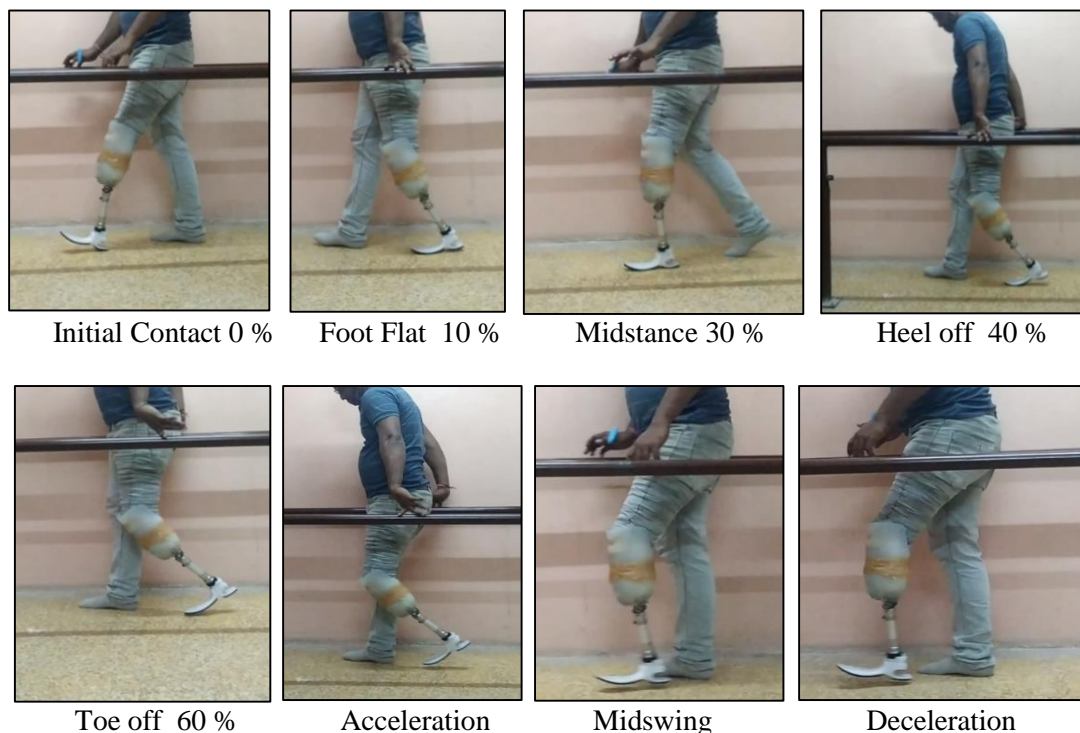 Initial Contact 0 %
Foot Flat 10 %
Midstance 30 %
Heel off 40 %
Toe off 60 %
Acceleration
Midswing
Deceleration